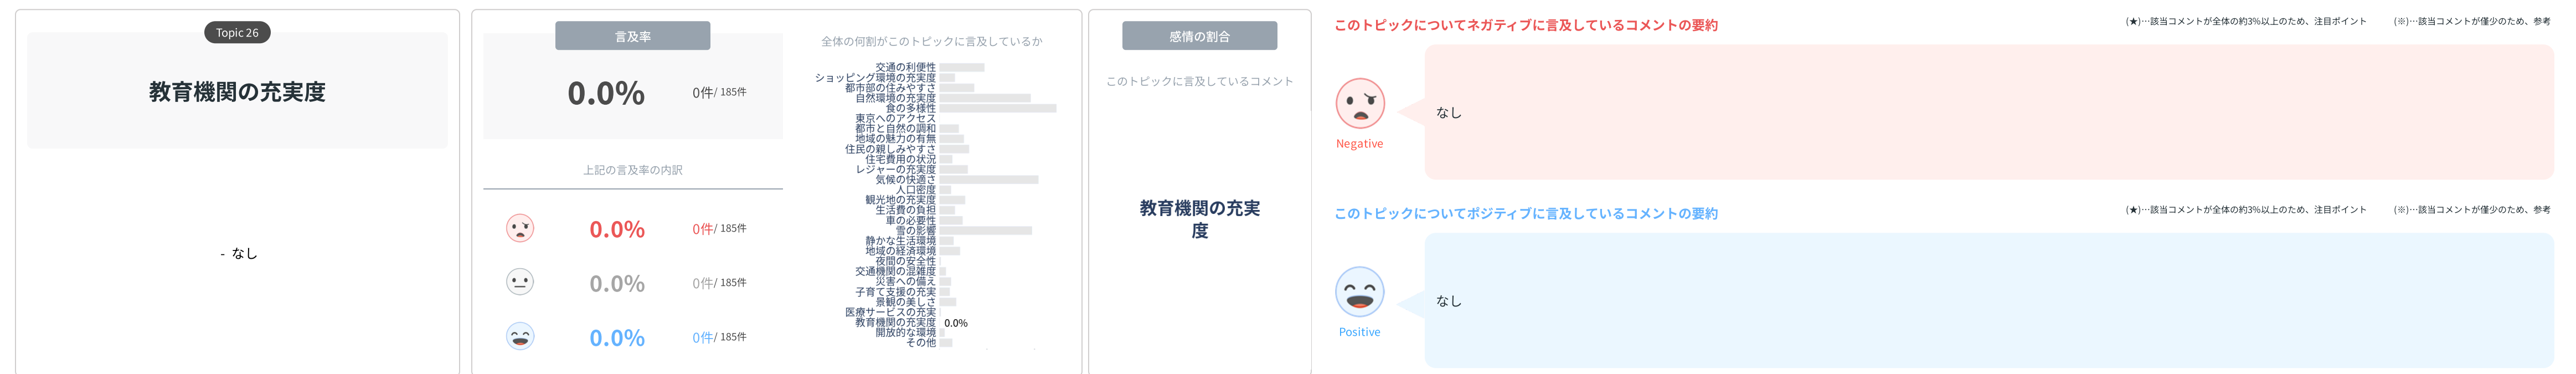 Topic 26
教育機関の充実度
- なし
言及率
0.0%
0件/ 185件
上記の言及率の内訳
0.0%
0件/ 185件
0.0%
0件/ 185件
0.0%
0件/ 185件
全体の何割がこのトピックに言及しているか
交通の利便性
ショッピング環境の充実度
都市部の住みやすさ
自然環境の充実度
食の多様性
東京へのアクセス
都市と自然の調和
地域の魅力の有無
住民の親しみやすさ
住宅費用の状況
レジャーの充実度
気候の快適さ
人口密度
観光地の充実度
生活費の負担
車の必要性
雪の影響
静かな生活環境
地域の経済環境
夜間の安全性
交通機関の混雑度
災害への備え
子育て支援の充実
景観の美しさ
医療サービスの充実
教育機関の充実度 0.0%
開放的な環境
その他
感情の割合
このトピックに言及しているコメント
教育機関の充実
度
このトピックについてネガティブに言及しているコメントの要約
(★)…該当コメントが全体の約3%以上のため、注目ポイント
(※)…該当コメントが僅少のため、参考
Negative
なし
このトピックについてポジティブに言及しているコメントの要約
(★)…該当コメントが全体の約3%以上のため、注目ポイント
(※)…該当コメントが僅少のため、参考
Positive
なし